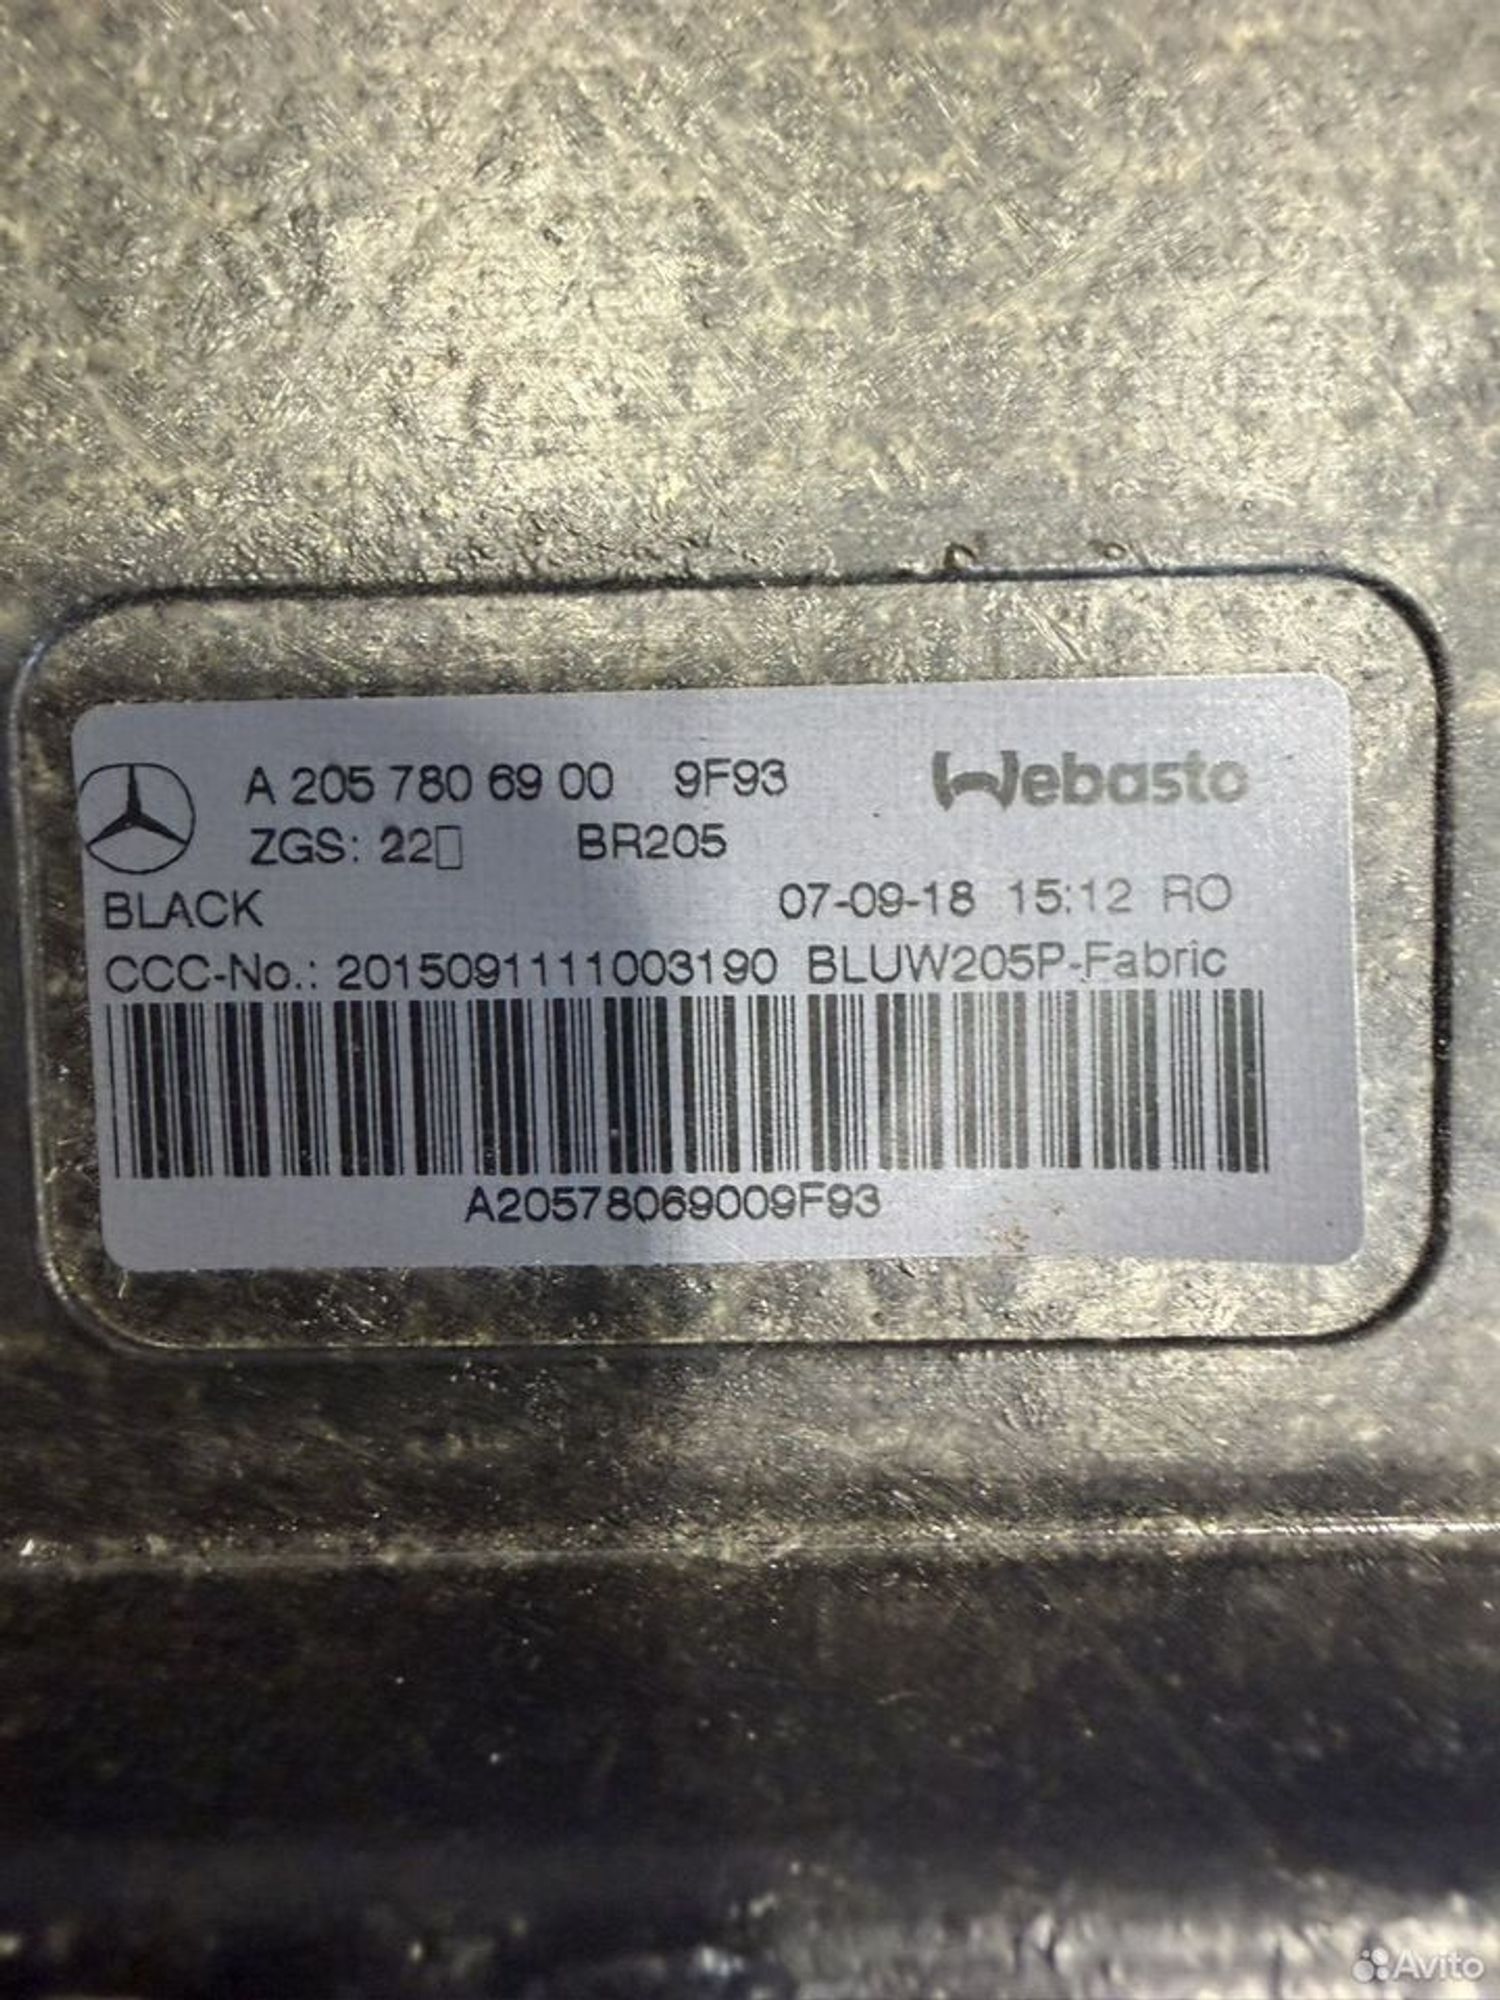 A 205 780 69 00 9F93 Webasto
ZGS: 22▯ BR205
BLACK 07-09-18 15:12 RO
CCC-No.: 2015091111003190 BLUW205P-Fabric
A20578069009F93
Avito